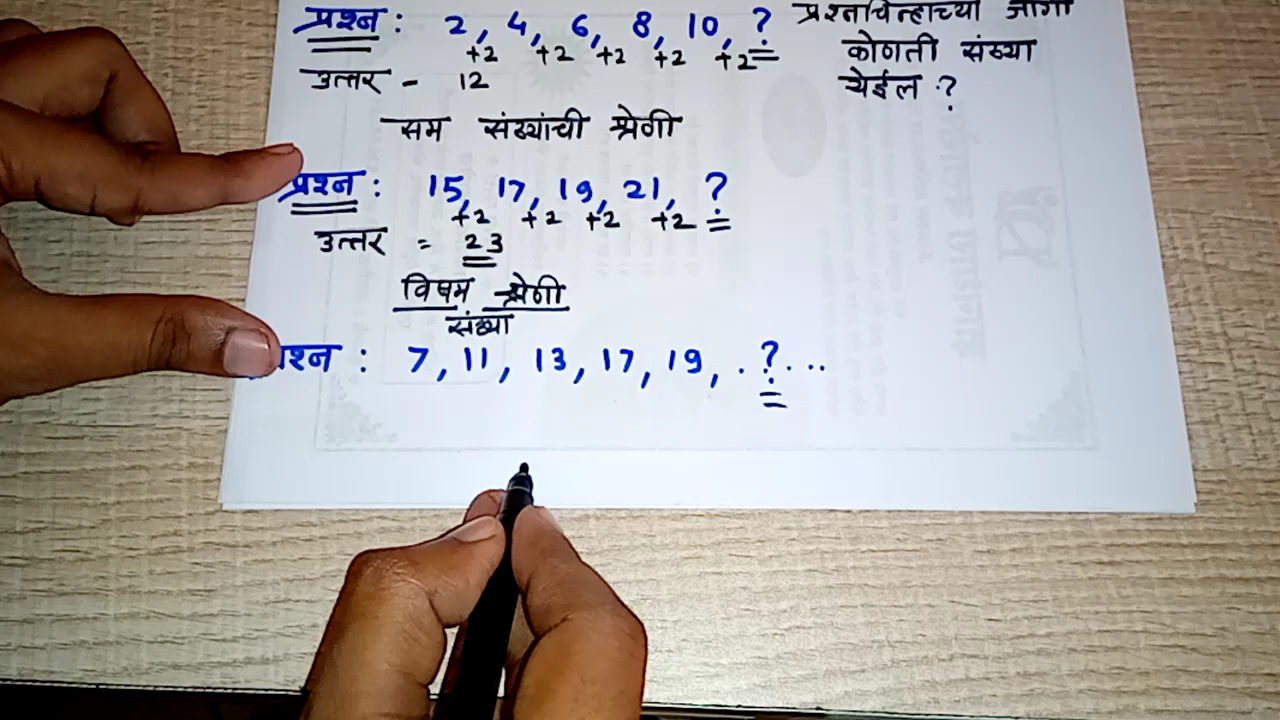 प्रश्न : 2, 4, 6, 8, 10, ? प्रश्नचिन्हाच्या जागी
+2 +2 +2 +2 +2 कोणती संख्या
उत्तर - 12 येईल ?
सम संख्यांची श्रेणी
प्रश्न : 15, 17, 19, 21, ?
+2 +2 +2 +2
उत्तर = 23
विषम श्रेणी
संख्या
प्रश्न : 7, 11, 13, 17, 19, . ? . . .